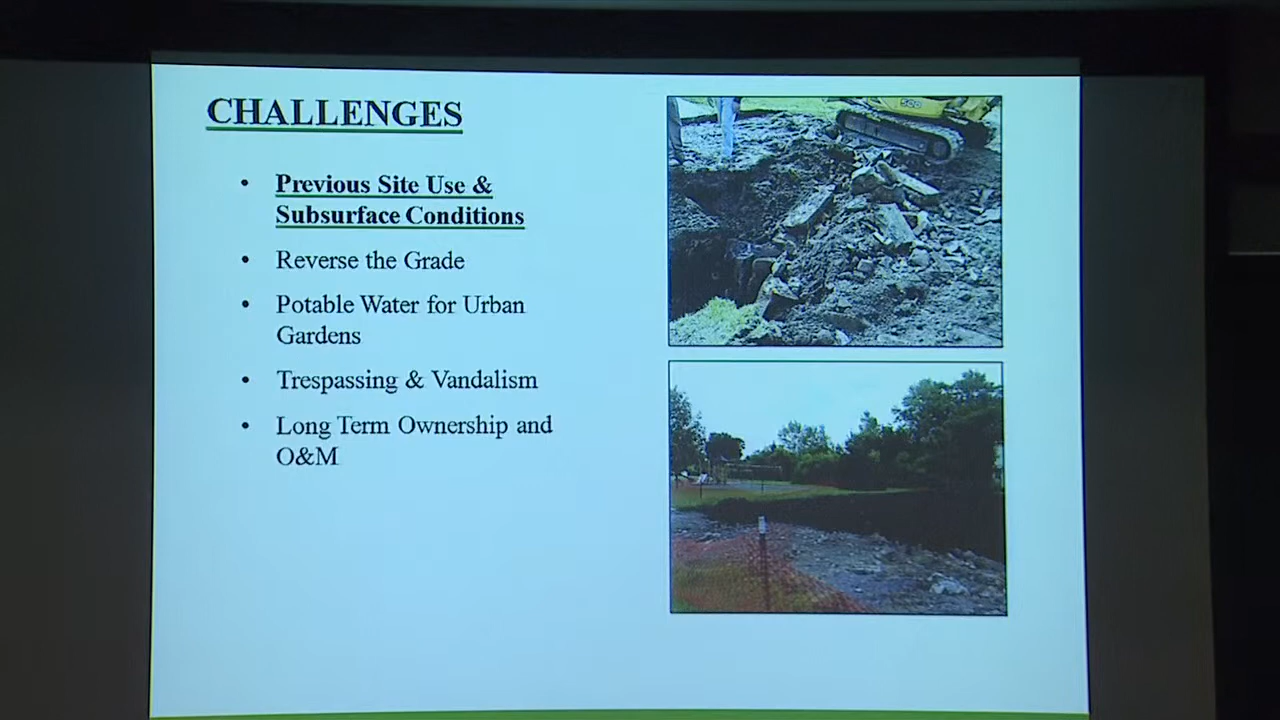 CHALLENGES
• Previous Site Use &
Subsurface Conditions
• Reverse the Grade
• Potable Water for Urban
Gardens
• Trespassing & Vandalism
• Long Term Ownership and
O&M